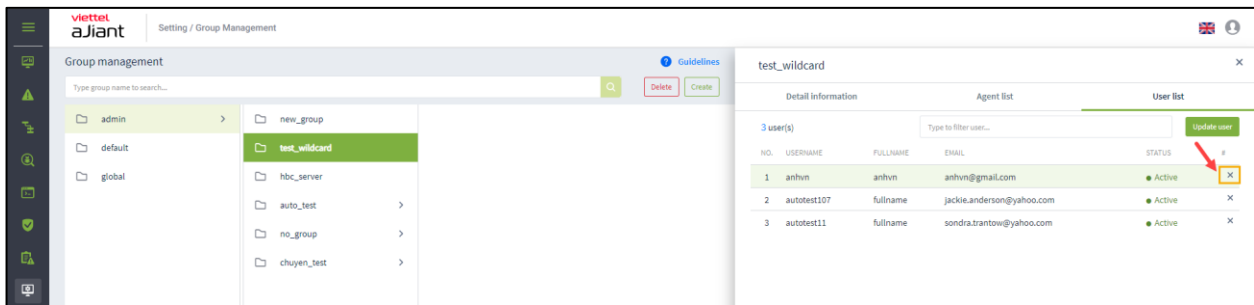 viettel
aJiant
Setting / Group Management
Group management
? Guidelines
Type group name to search...
Delete
Create
admin
default
global
new_group
test_wildcard
hbc_server
auto_test
no_group
chuyen_test
test_wildcard
Detail information Agent list User list
3 user(s)
Type to filter user...
Update user
NO. USERNAME FULLNAME EMAIL STATUS #
1 anhvn anhvn anhvn@gmail.com Active
2 autotest107 fullname jackie.anderson@yahoo.com Active
3 autotest11 fullname sondra.trantow@yahoo.com Active